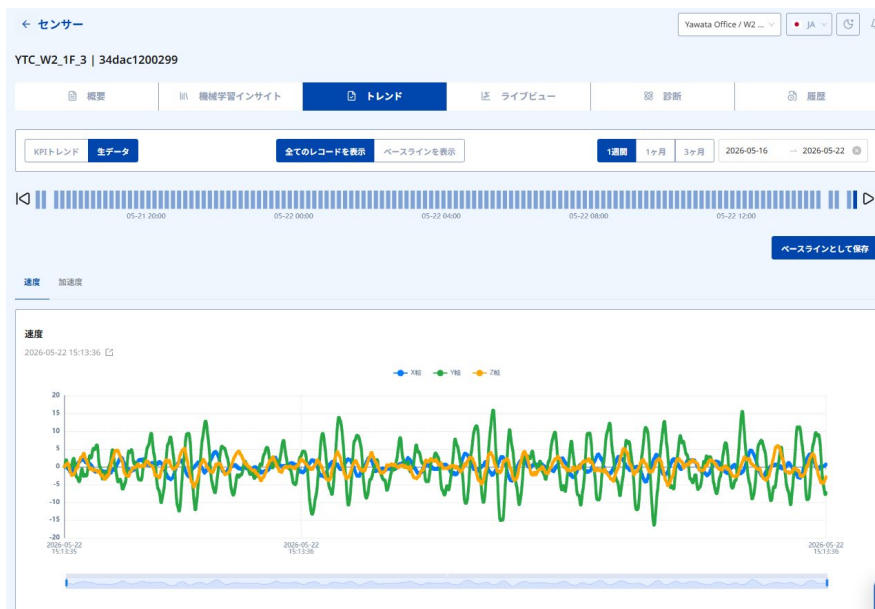 ← センサー
Yawata Office / W2 ...
JA
YTC_W2_1F_3 | 34dac1200299
概要
機械学習インサイト
トレンド
ライブビュー
診断
履歴
KPIトレンド
生データ
全てのレコードを表示
ベースラインを表示
1週間
1ヶ月
3ヶ月
2026-05-16 → 2026-05-22
05-21 20:00
05-22 00:00
05-22 04:00
05-22 08:00
05-22 12:00
ベースラインとして保存
速度
加速度
速度
2026-05-22 15:13:36
X軸
Y軸
Z軸
20
15
10
5
0
-5
-10
-15
-20
2026-05-22
15:13:35
2026-05-22
15:13:36
2026-05-22
15:13:36